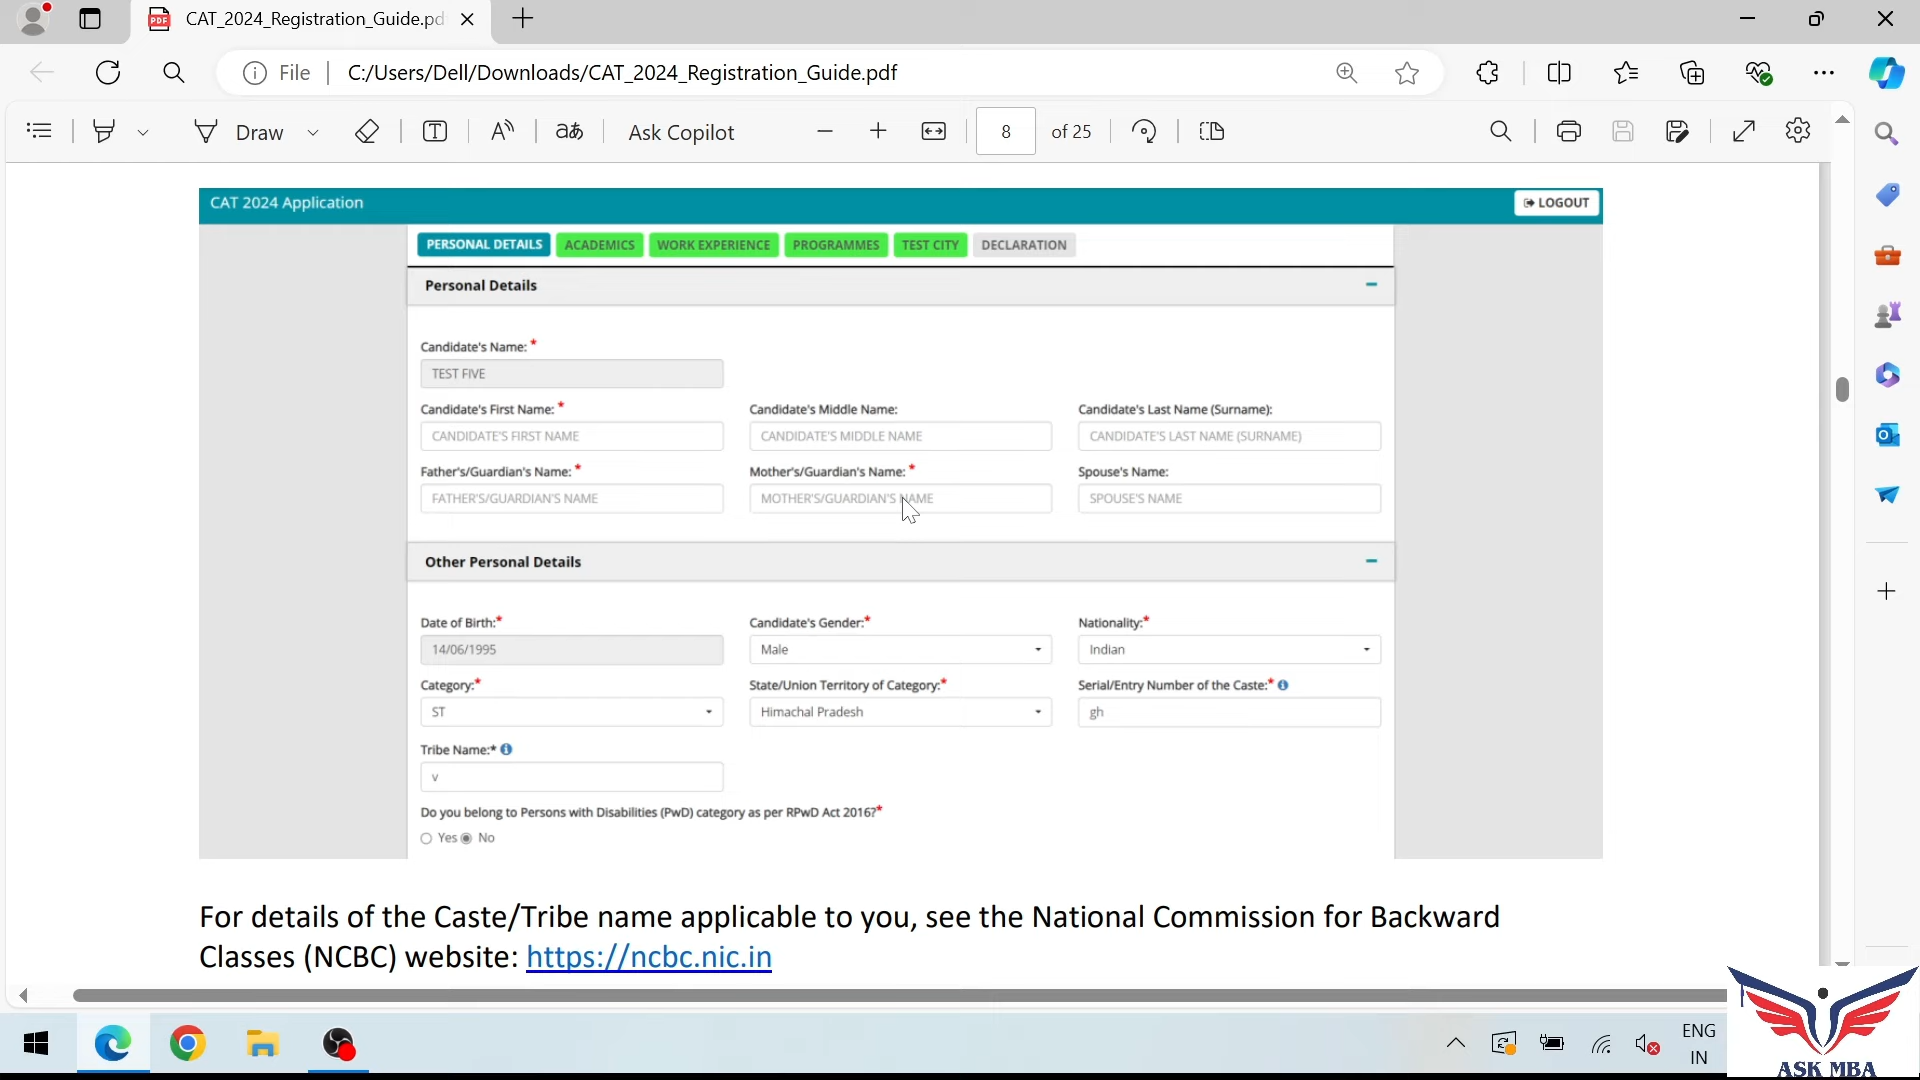 CAT_2024_Registration_Guide.pd
File
C:/Users/Dell/Downloads/CAT_2024_Registration_Guide.pdf
Draw
aあ
Ask Copilot
8
of 25
CAT 2024 Application
LOGOUT
PERSONAL DETAILS
ACADEMICS
WORK EXPERIENCE
PROGRAMMES
TEST CITY
DECLARATION
Personal Details
Candidate's Name: *
TEST FIVE
Candidate's First Name: *
Candidate's Middle Name:
Candidate's Last Name (Surname):
CANDIDATE'S FIRST NAME
CANDIDATE'S MIDDLE NAME
CANDIDATE'S LAST NAME (SURNAME)
Father's/Guardian's Name: *
Mother's/Guardian's Name: *
Spouse's Name:
FATHER'S/GUARDIAN'S NAME
MOTHER'S/GUARDIAN'S NAME
SPOUSE'S NAME
Other Personal Details
Date of Birth:*
Candidate's Gender:*
Nationality:*
14/06/1995
Male
Indian
Category:*
State/Union Territory of Category:*
Serial/Entry Number of the Caste:*
ST
Himachal Pradesh
gh
Tribe Name:*
v
Do you belong to Persons with Disabilities (PwD) category as per RPwD Act 2016?*
Yes
No
For details of the Caste/Tribe name applicable to you, see the National Commission for Backward
Classes (NCBC) website: https://ncbc.nic.in
ENG
IN
ASK MBA